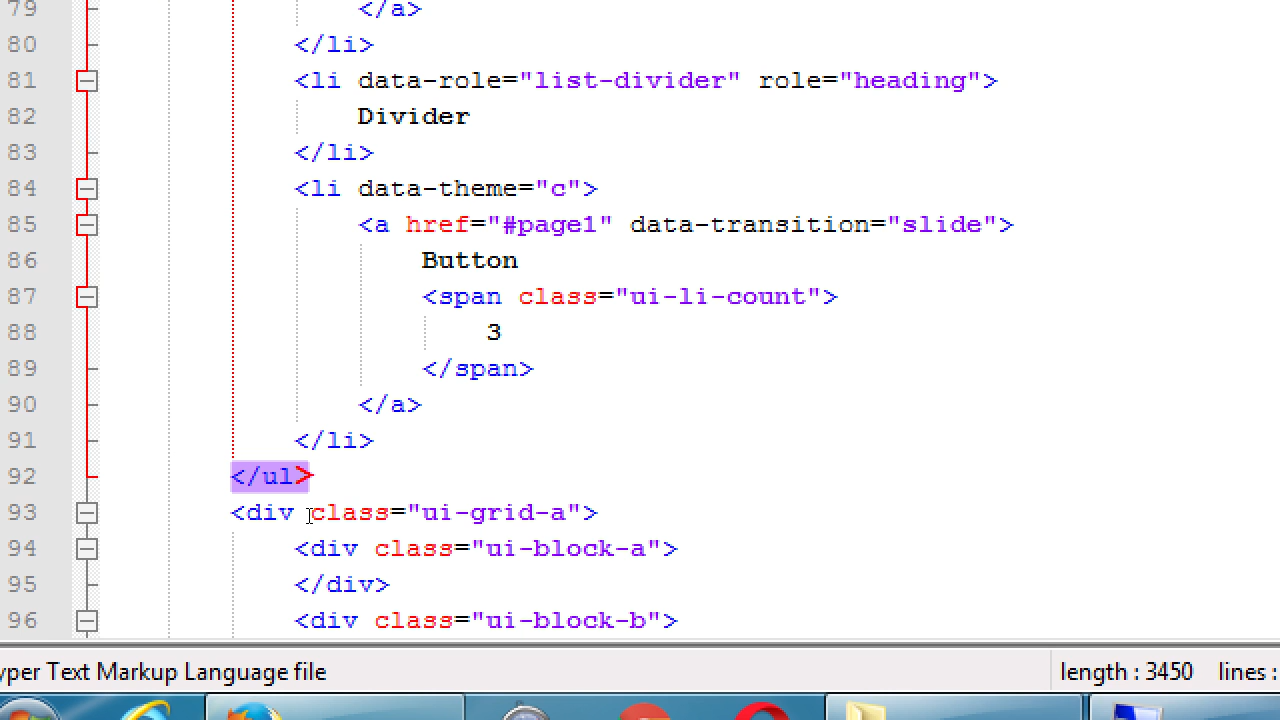 79 </a>
80 </li>
81 <li data-role="list-divider" role="heading">
82 Divider
83 </li>
84 <li data-theme="c">
85 <a href="#page1" data-transition="slide">
86 Button
87 <span class="ui-li-count">
88 3
89 </span>
90 </a>
91 </li>
92 </ul>
93 <div class="ui-grid-a">
94 <div class="ui-block-a">
95 </div>
96 <div class="ui-block-b">
yper Text Markup Language file length : 3450 lines :